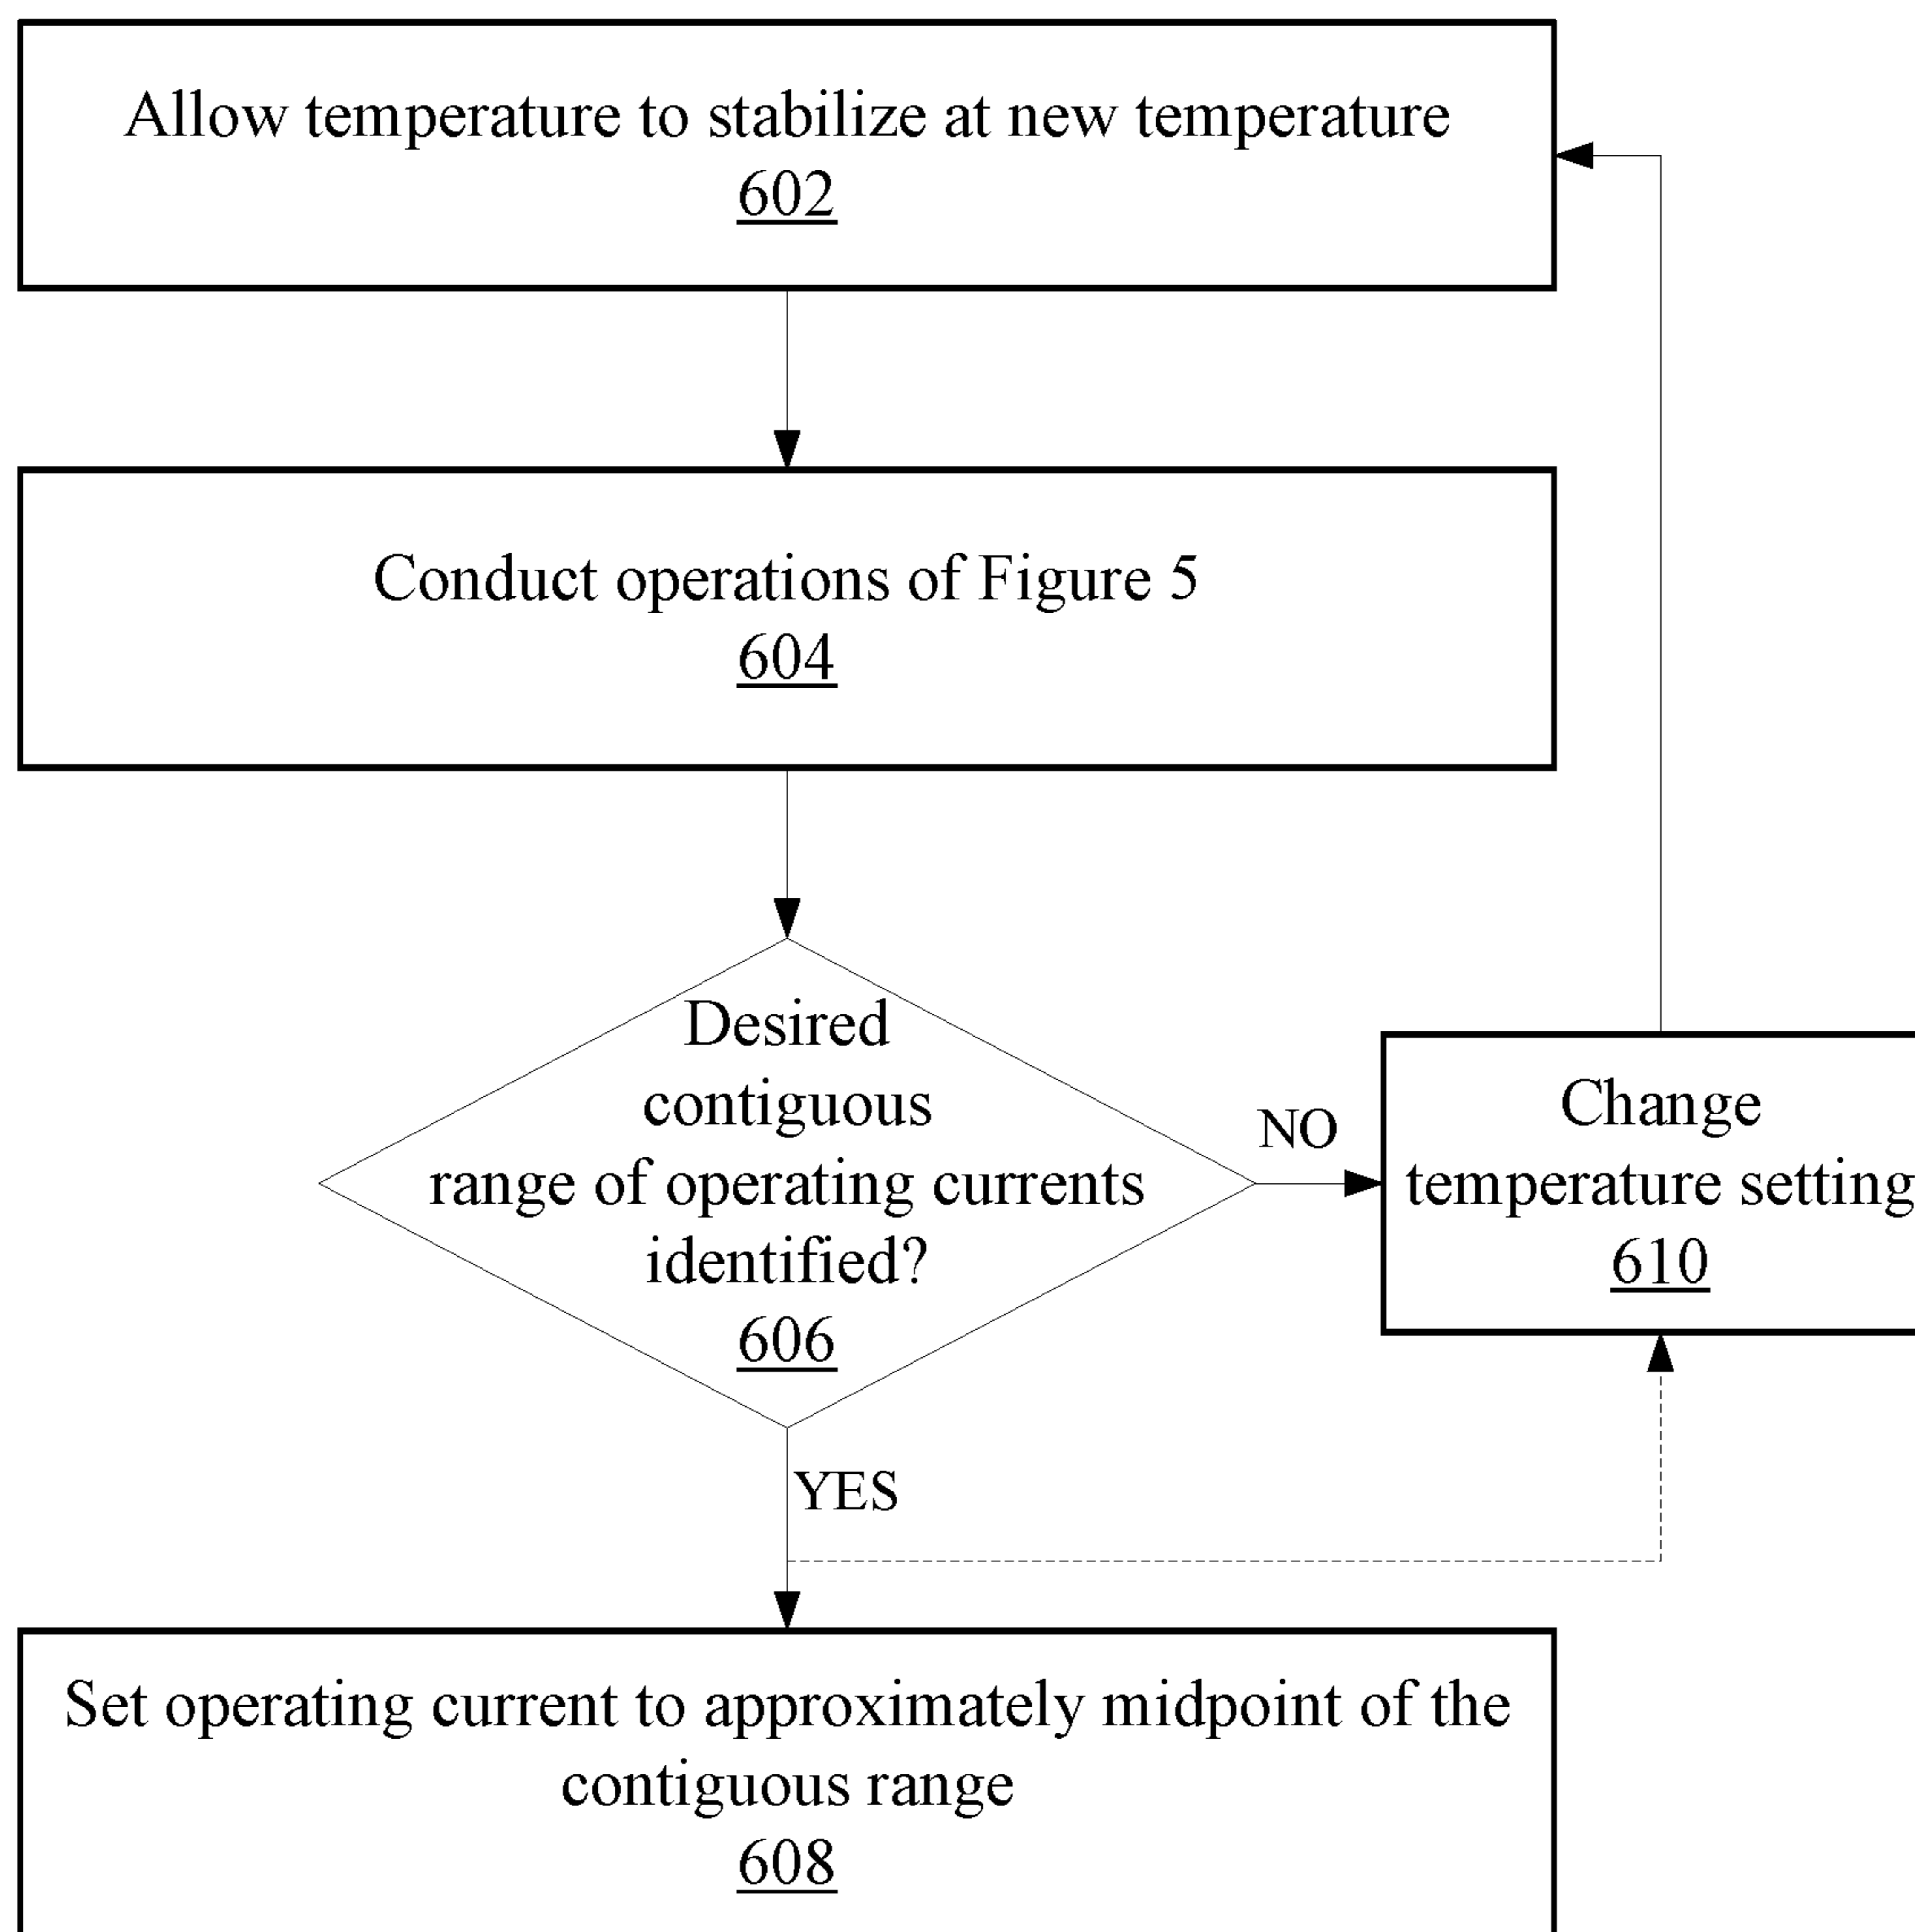 Allow temperature to stabilize at new temperature
602
Conduct operations of Figure 5
604
Desired
contiguous
range of operating currents
identified?
606
NO
Change
temperature setting
610
YES
Set operating current to approximately midpoint of the
contiguous range
608